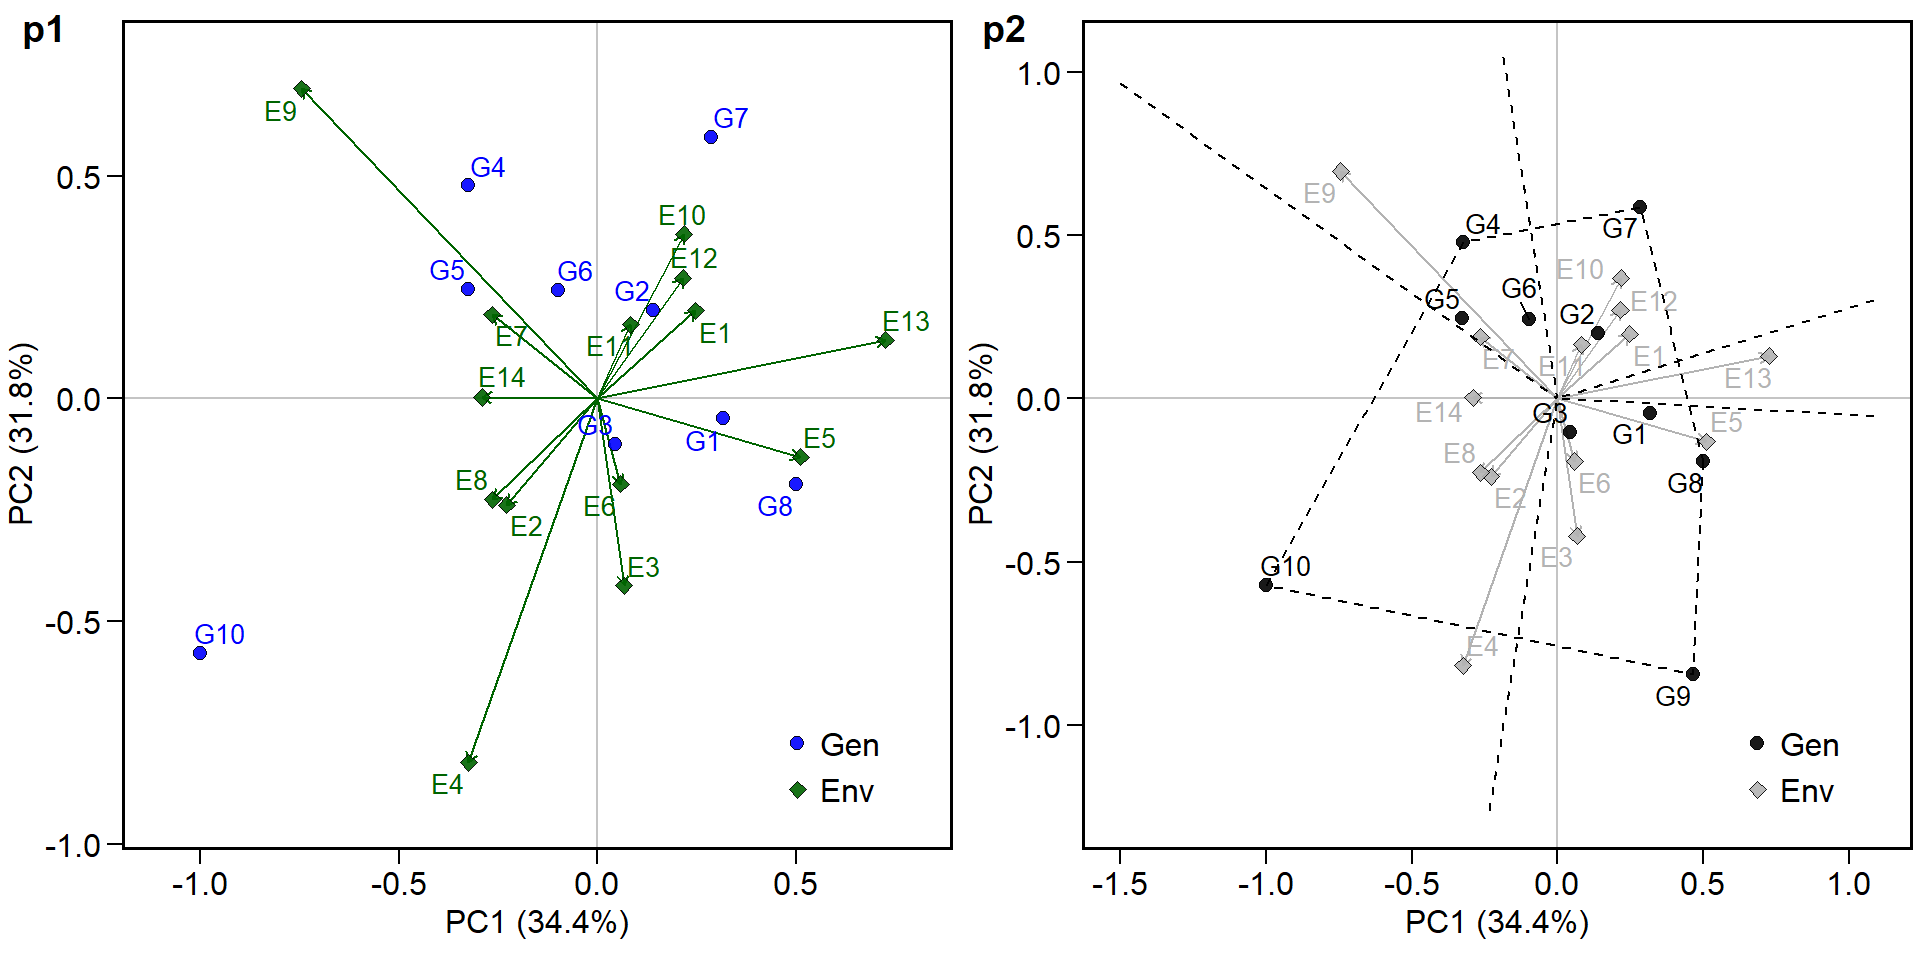 p1
E9
G7
G4
E10
G5
G6
E12
G2
E7
E11
E1
E13
E14
G3
G1
E5
E8
E2
E6
G8
E3
G10
E4
Gen
Env
0.5
0.0
-0.5
-1.0
-1.0
-0.5
0.0
0.5
PC1 (34.4%)
PC2 (31.8%)
p2
E9
G4
G7
E10
G5
G6
G2
E12
E7
E11
E1
E13
E14
G3
G1
E5
E8
E2
E6
G8
E3
G10
E4
G9
Gen
Env
1.0
0.5
0.0
-0.5
-1.0
-1.5
-1.0
-0.5
0.0
0.5
1.0
PC1 (34.4%)
PC2 (31.8%)